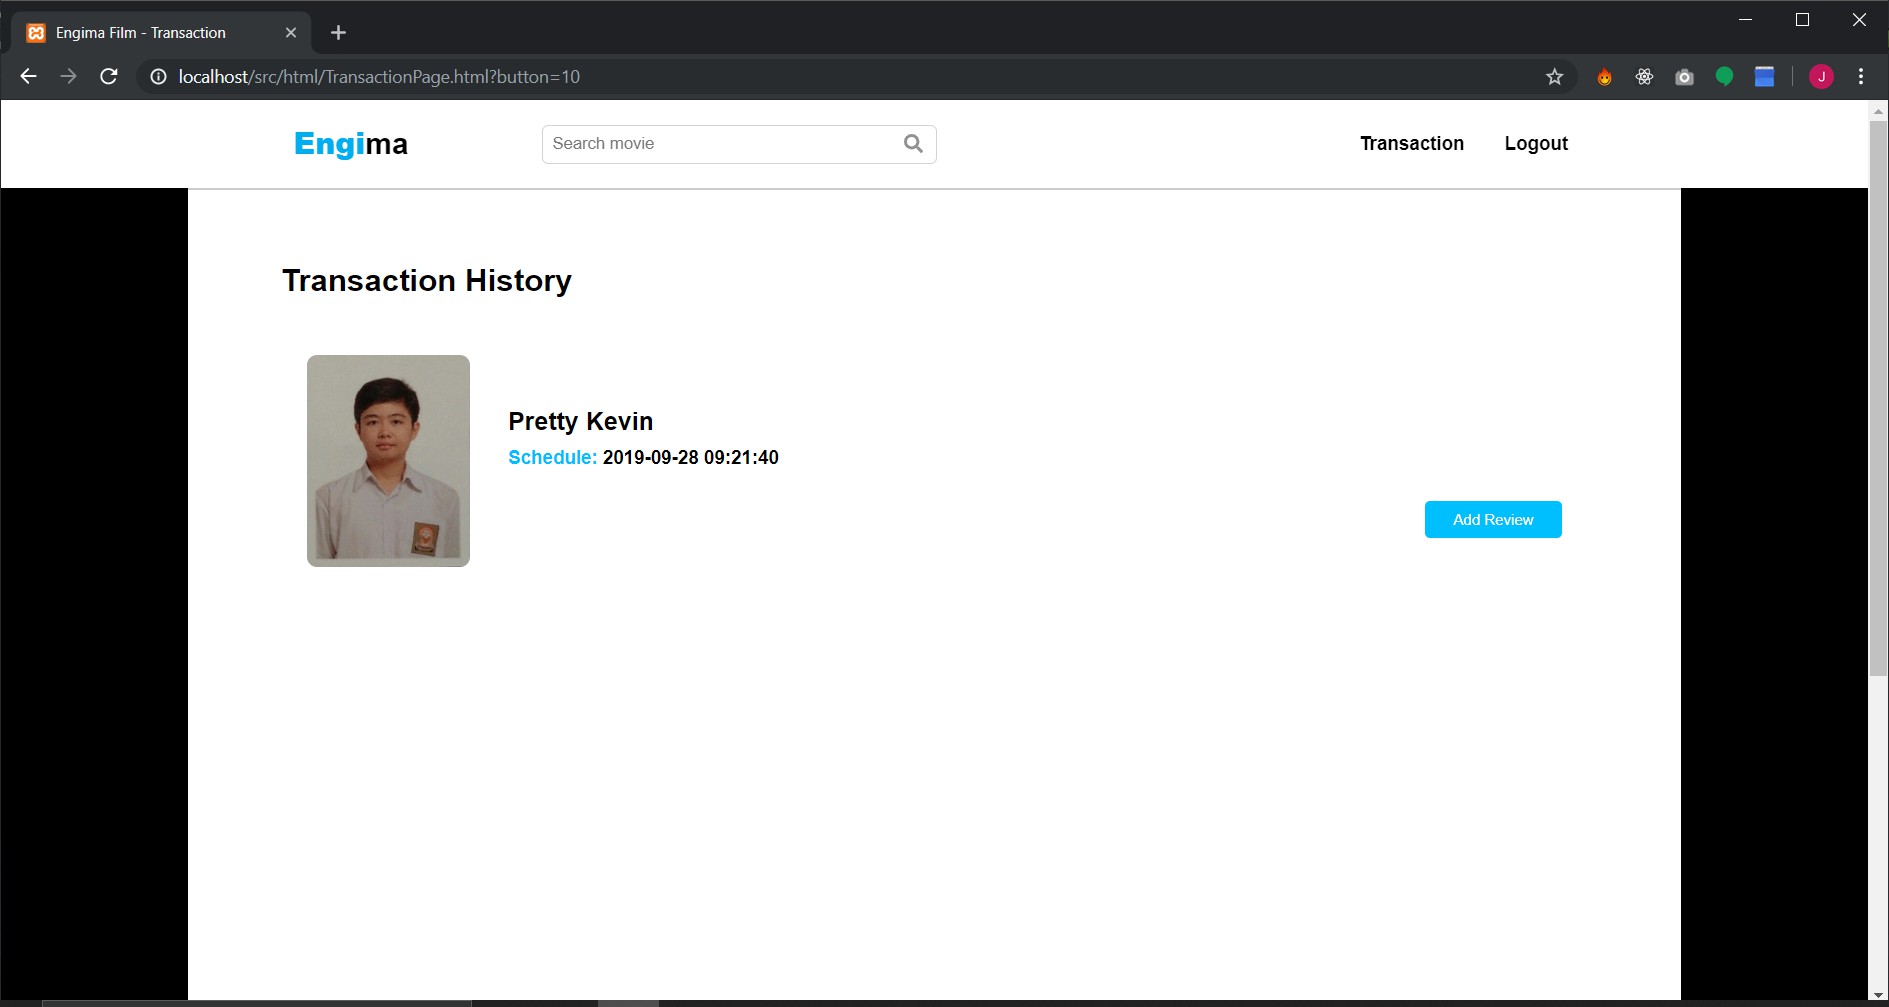 Engima Film - Transaction
localhost/src/html/TransactionPage.html?button=10
J
Engima
Search movie
Transaction
Logout
Transaction History
Pretty Kevin
Schedule: 2019-09-28 09:21:40
Add Review